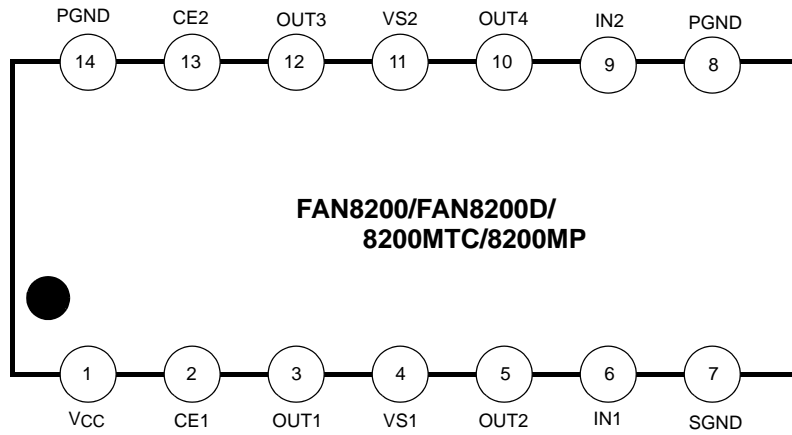 PGND CE2 OUT3 VS2 OUT4 IN2 PGND
14 13 12 11 10 9 8
FAN8200/FAN8200D/
8200MTC/8200MP
1 2 3 4 5 6 7
VCC CE1 OUT1 VS1 OUT2 IN1 SGND